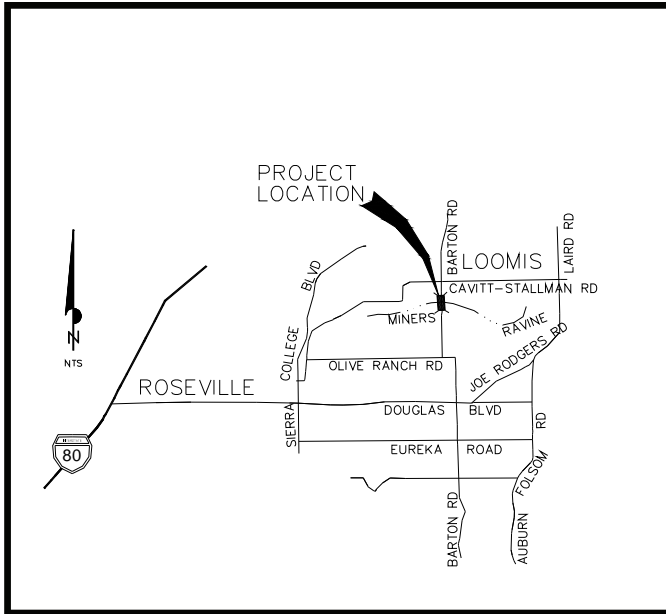 PROJECT
LOCATION
BARTON RD
LAIRD RD
LOOMIS
CAVITT-STALLMAN RD
COLLEGE BLVD
MINERS RAVINE
N
NTS
OLIVE RANCH RD
JOE RODGERS RD
ROSEVILLE
DOUGLAS BLVD
SIERRA
RD
80
EUREKA ROAD
FOLSOM
BARTON RD
AUBURN